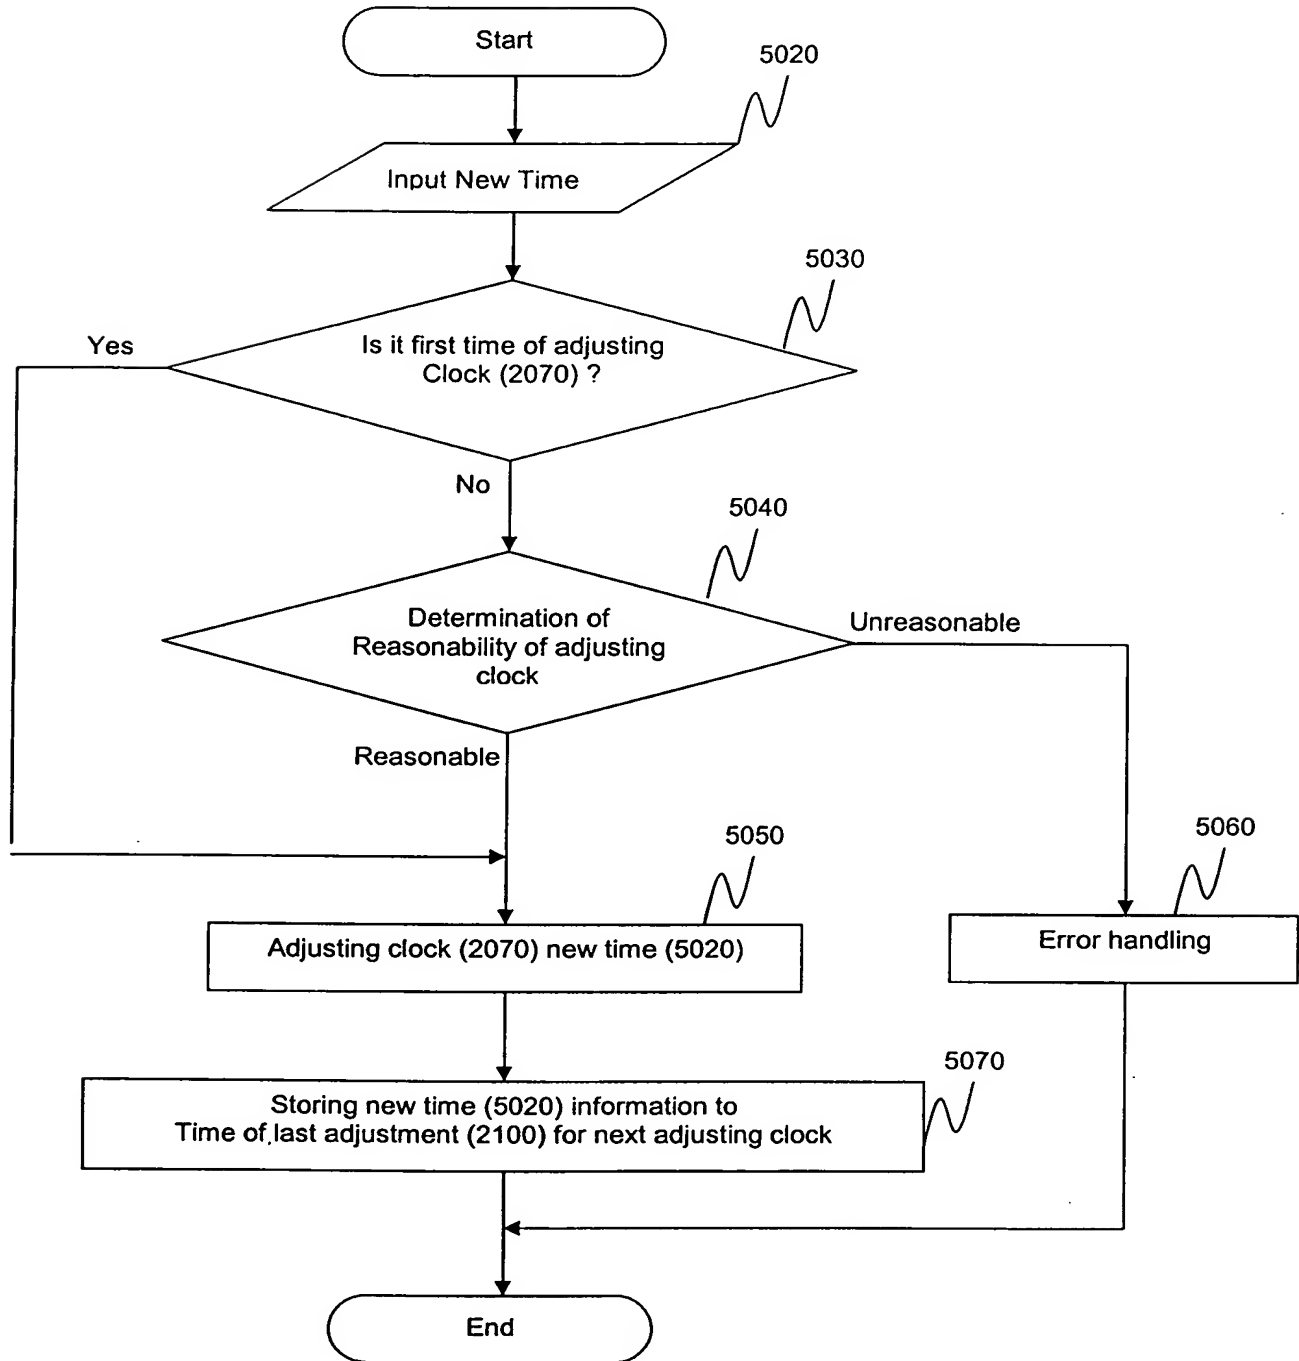 Start
5020
Input New Time
5030
Yes
Is it first time of adjusting
Clock (2070) ?
No
5040
Determination of
Reasonability of adjusting
clock
Unreasonable
Reasonable
5050
5060
Adjusting clock (2070) new time (5020)
Error handling
5070
Storing new time (5020) information to
Time of last adjustment (2100) for next adjusting clock
End